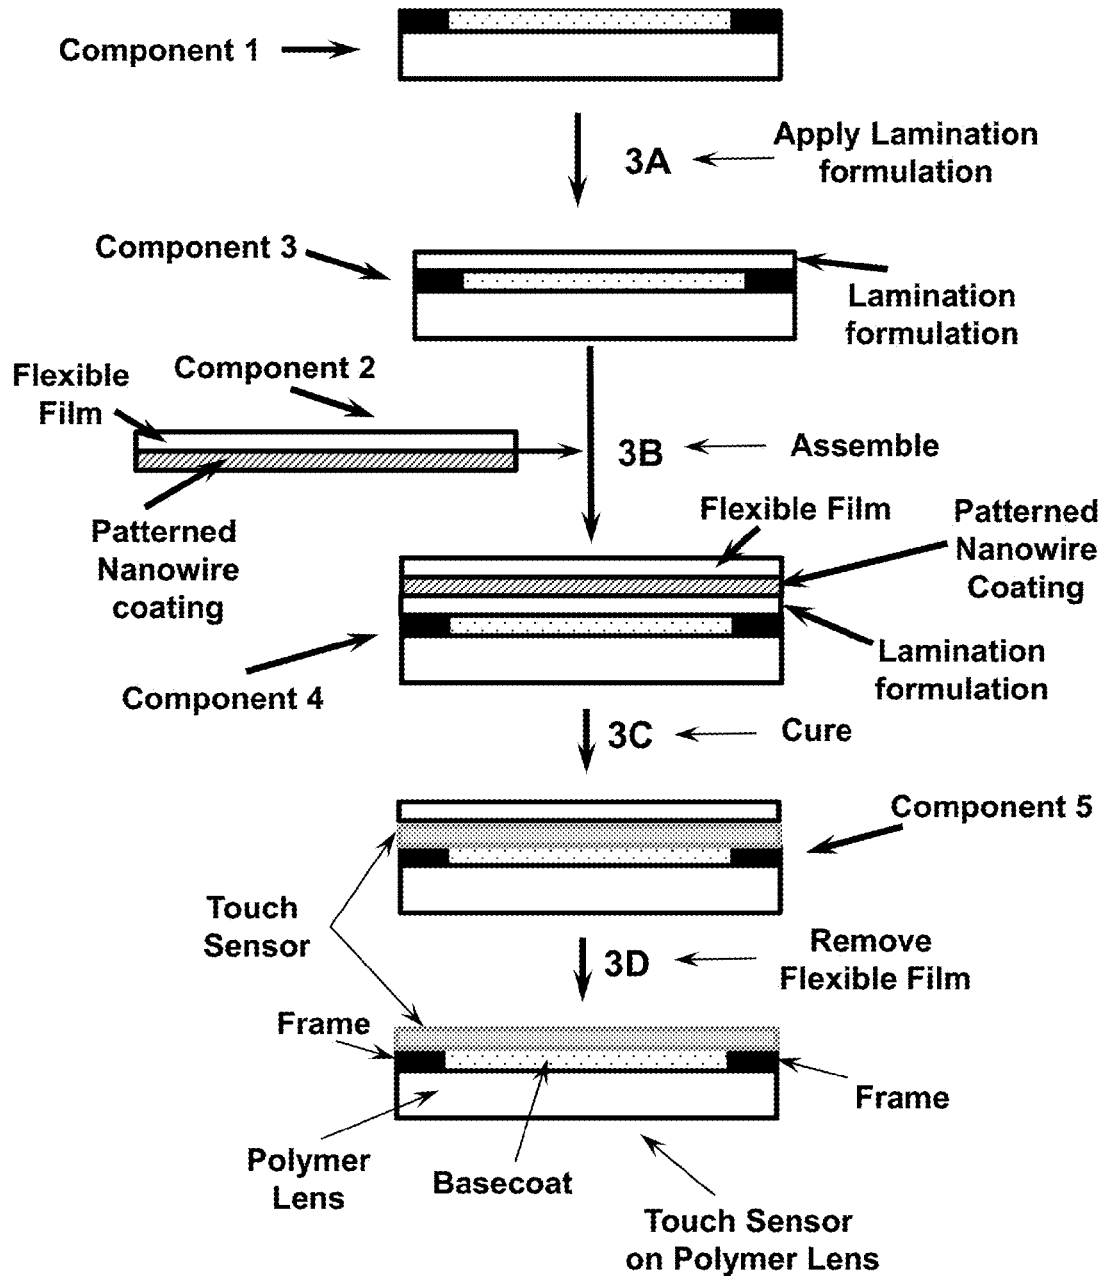 Component 1
3A
Apply Lamination
formulation
Component 3
Lamination
formulation
Component 2
Flexible
Film
3B
Assemble
Patterned
Nanowire
coating
Flexible Film
Patterned
Nanowire
Coating
Lamination
formulation
Component 4
3C
Cure
Component 5
Touch
Sensor
3D
Remove
Flexible Film
Frame
Frame
Polymer
Lens
Basecoat
Touch Sensor
on Polymer Lens